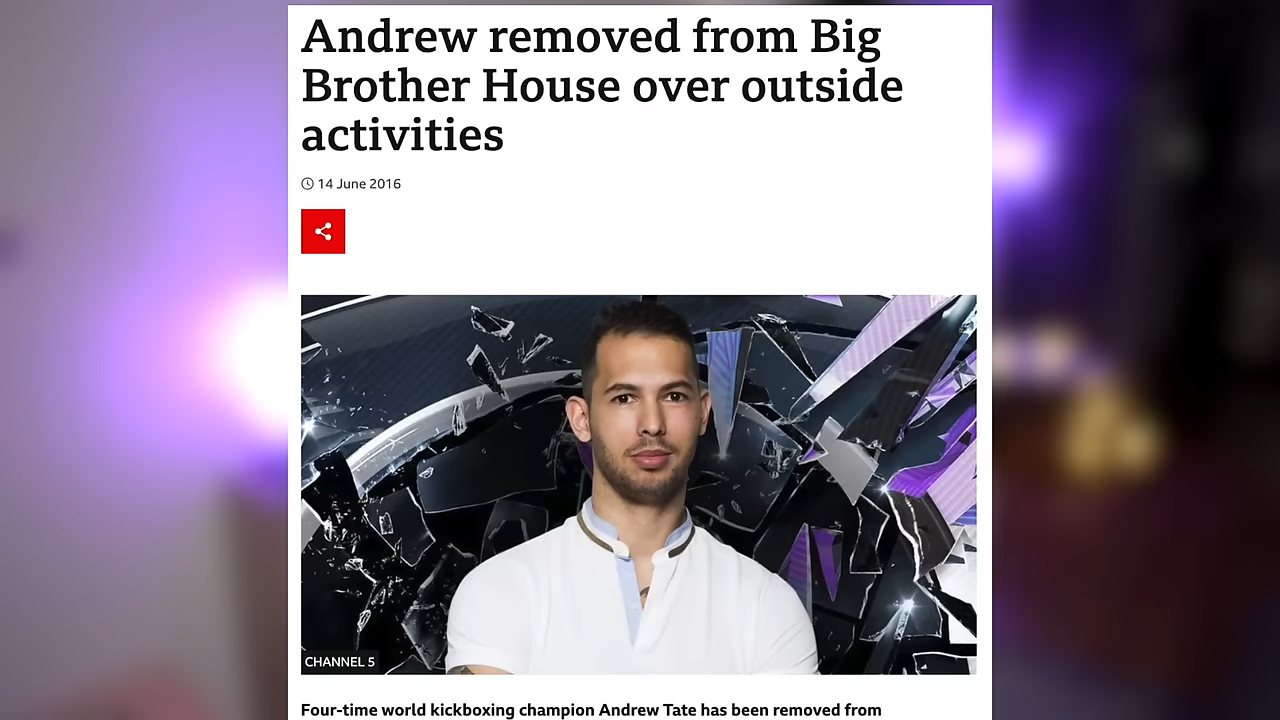 Andrew removed from Big
Brother House over outside
activities
14 June 2016
CHANNEL 5
Four-time world kickboxing champion Andrew Tate has been removed from